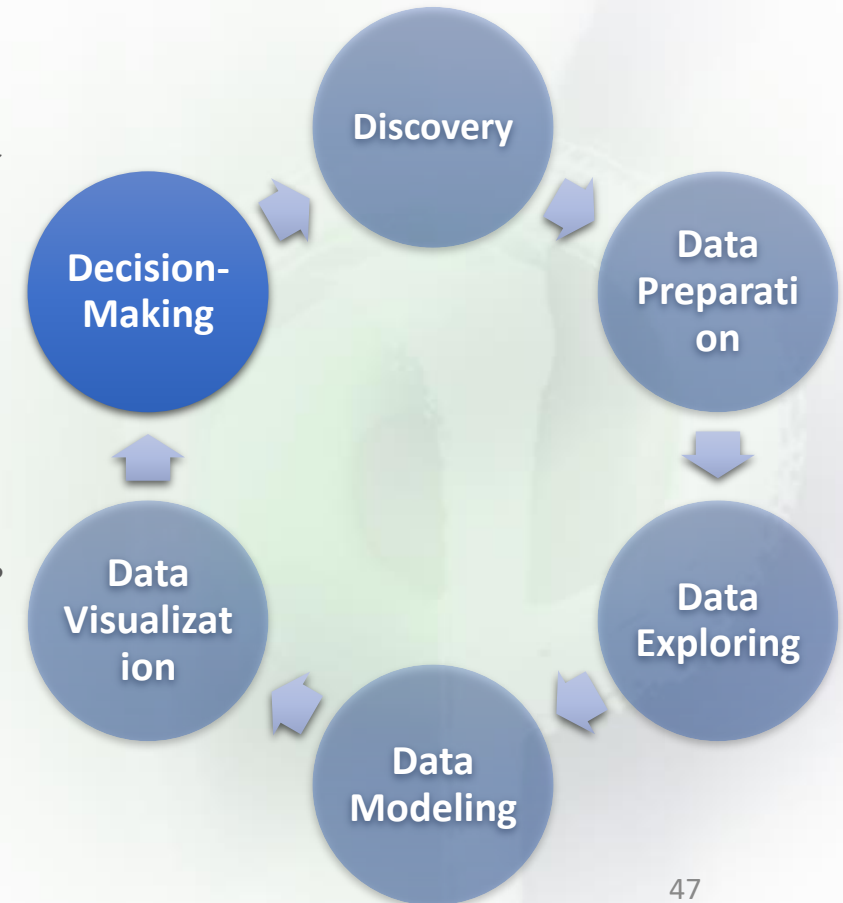 Discovery
Data
Preparati
on
Data
Exploring
Data
Modeling
Data
Visualizat
ion
Decision-
Making
47